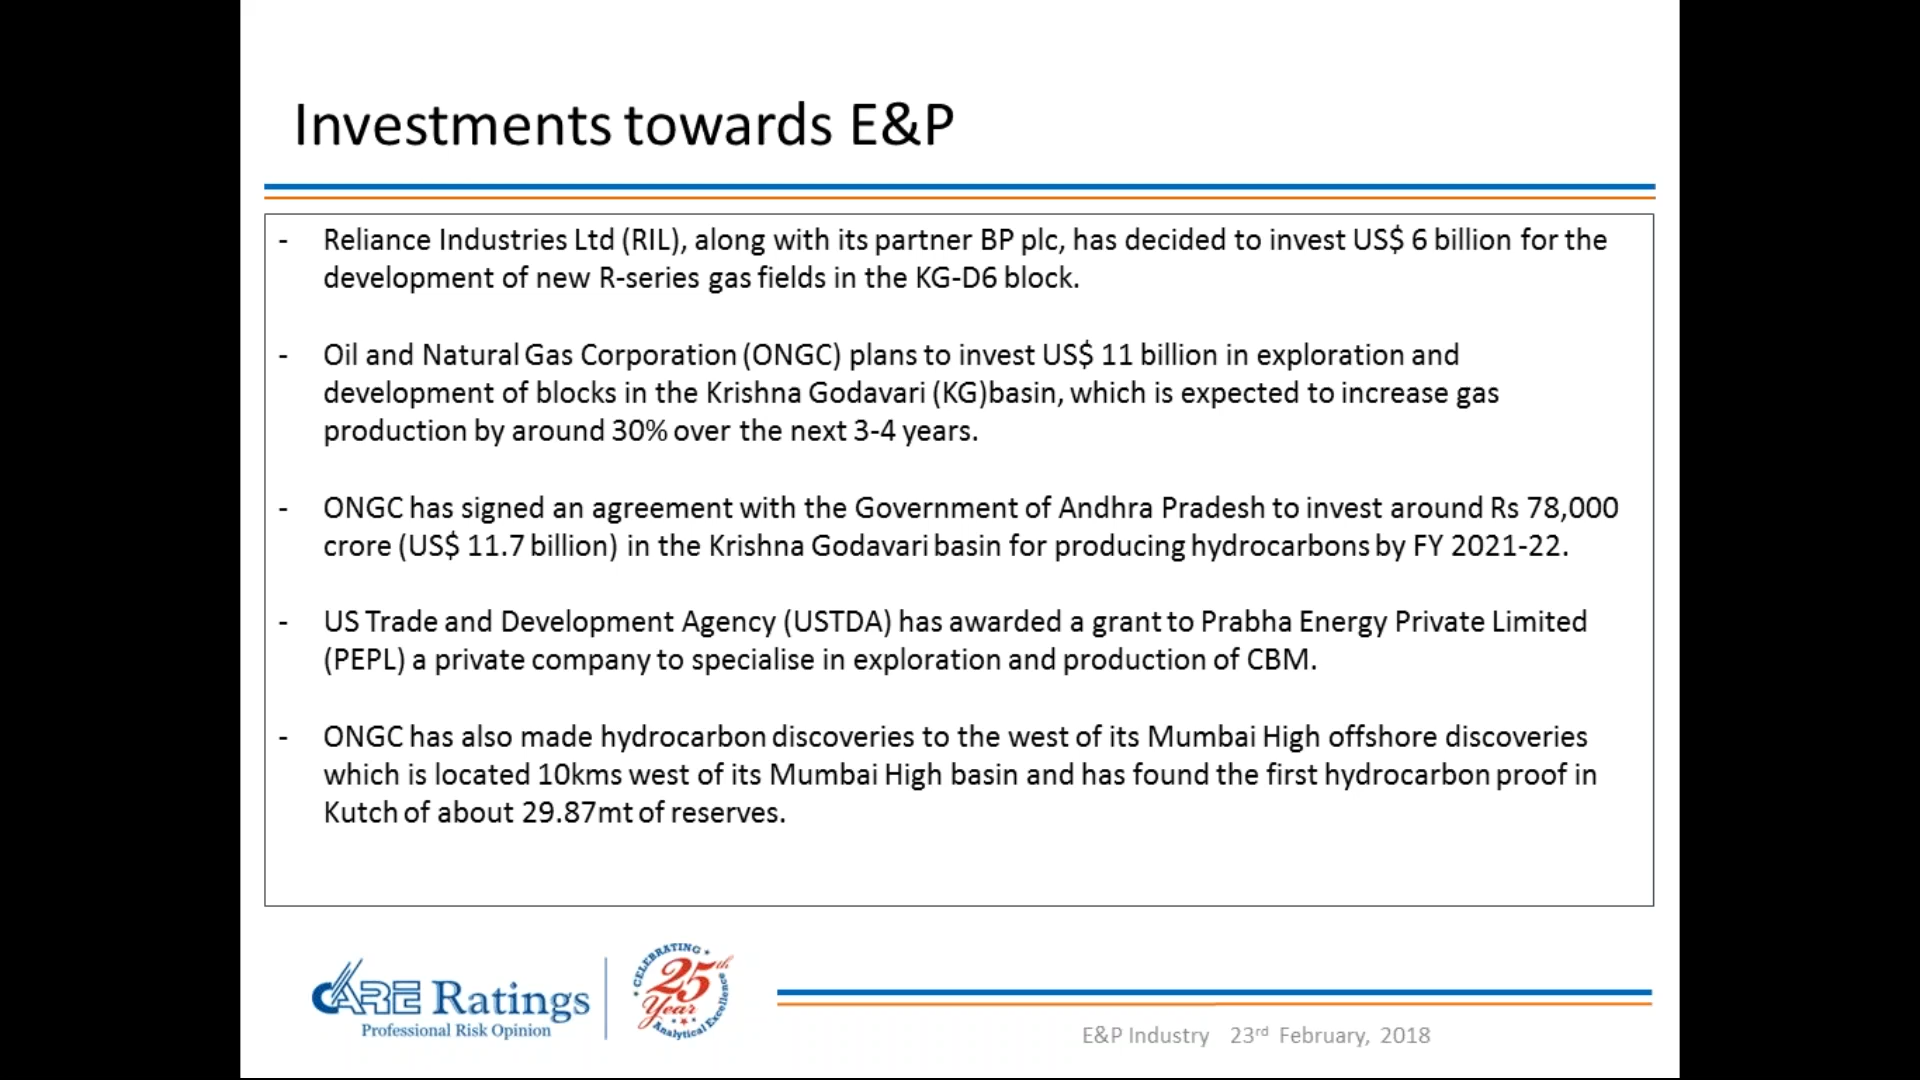 Investments towards E&P
- Reliance Industries Ltd (RIL), along with its partner BP plc, has decided to invest US$ 6 billion for the
development of new R-series gas fields in the KG-D6 block.
- Oil and Natural Gas Corporation (ONGC) plans to invest US$ 11 billion in exploration and
development of blocks in the Krishna Godavari (KG)basin, which is expected to increase gas
production by around 30% over the next 3-4 years.
- ONGC has signed an agreement with the Government of Andhra Pradesh to invest around Rs 78,000
crore (US$ 11.7 billion) in the Krishna Godavari basin for producing hydrocarbons by FY 2021-22.
- US Trade and Development Agency (USTDA) has awarded a grant to Prabha Energy Private Limited
(PEPL) a private company to specialise in exploration and production of CBM.
- ONGC has also made hydrocarbon discoveries to the west of its Mumbai High offshore discoveries
which is located 10kms west of its Mumbai High basin and has found the first hydrocarbon proof in
Kutch of about 29.87mt of reserves.
CARE Ratings
Professional Risk Opinion
CELEBRATING
25th
Year
Analytical Excellence
E&P Industry 23rd February, 2018